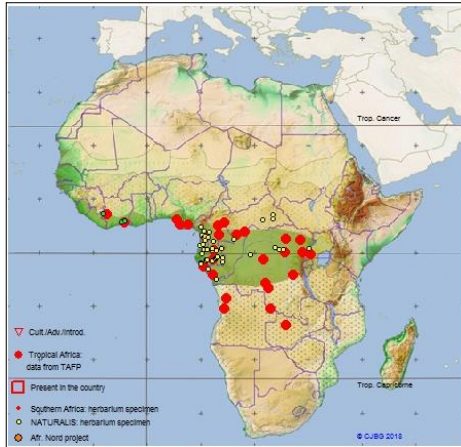 Trop. Cancer
Cult./Adv./Introd.
Tropical Africa:
data from TAFP
Present in the country
Southern Africa: herbarium specimen
NATURALIS: herbarium specimen
Afr. Nord project
Trop. Capricorne
© CJBG 2013